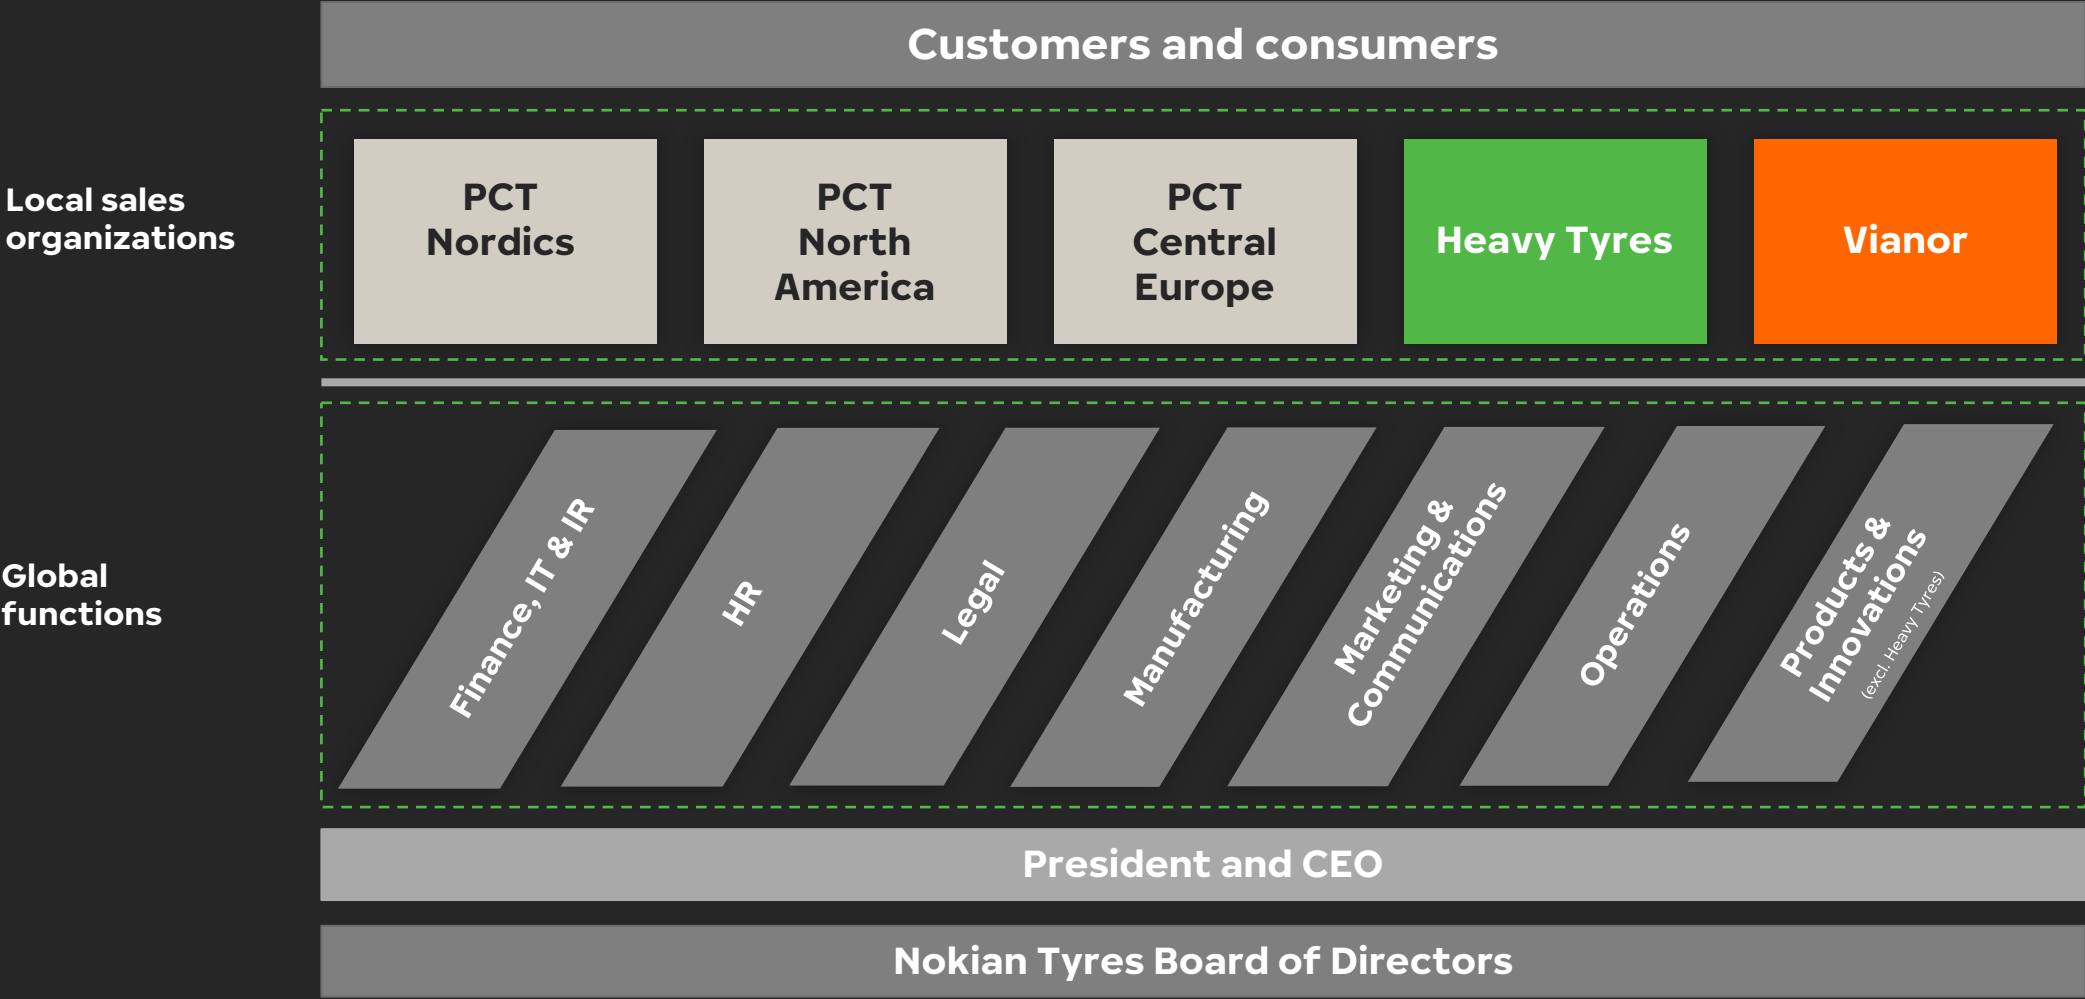 Customers and consumers
Local sales
organizations
PCT
Nordics
PCT
North
America
PCT
Central
Europe
Heavy Tyres
Vianor
Global
functions
Finance, IT & IR
HR
Legal
Manufacturing
Marketing &
Communications
Operations
Products &
Innovations
(excl. Heavy Tyres)
President and CEO
Nokian Tyres Board of Directors